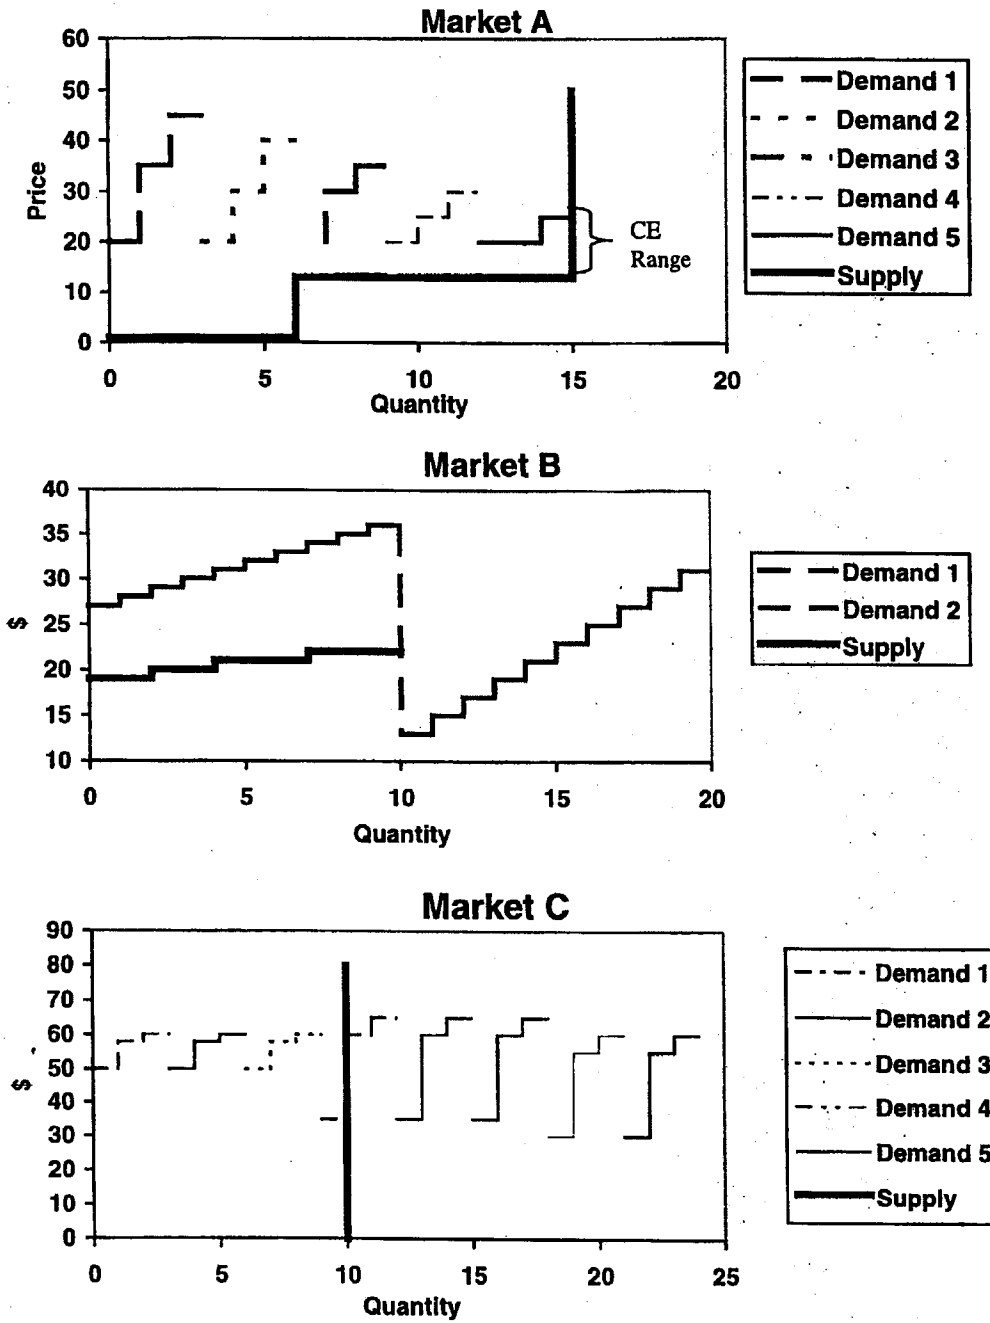 Market A
60
50
40
30
20
10
0
Price
0 5 10 15 20
Quantity
CE
Range
Demand 1
Demand 2
Demand 3
Demand 4
Demand 5
Supply
Market B
40
35
30
25
20
15
10
$
0 5 10 15 20
Quantity
Demand 1
Demand 2
Supply
Market C
90
80
70
60
50
40
30
20
10
0
$
0 5 10 15 20 25
Quantity
Demand 1
Demand 2
Demand 3
Demand 4
Demand 5
Supply